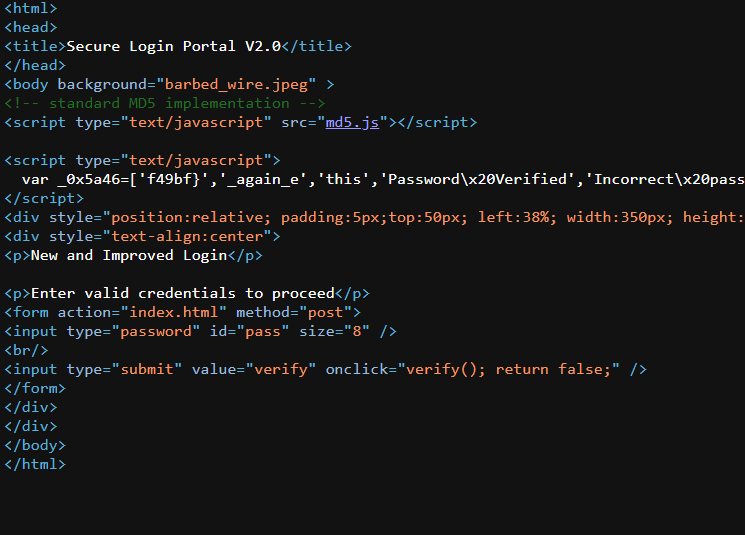 <html>
<head>
<title>Secure Login Portal V2.0</title>
</head>
<body background="barbed_wire.jpeg" >
<!-- standard MD5 implementation -->
<script type="text/javascript" src="md5.js"></script>
<script type="text/javascript">
var _0x5a46=['f49bf}','_again_e','this','Password\x20Verified','Incorrect\x20pass
</script>
<div style="position:relative; padding:5px;top:50px; left:38%; width:350px; height:
<div style="text-align:center">
<p>New and Improved Login</p>
<p>Enter valid credentials to proceed</p>
<form action="index.html" method="post">
<input type="password" id="pass" size="8" />
<br/>
<input type="submit" value="verify" onclick="verify(); return false;" />
</form>
</div>
</div>
</body>
</html>